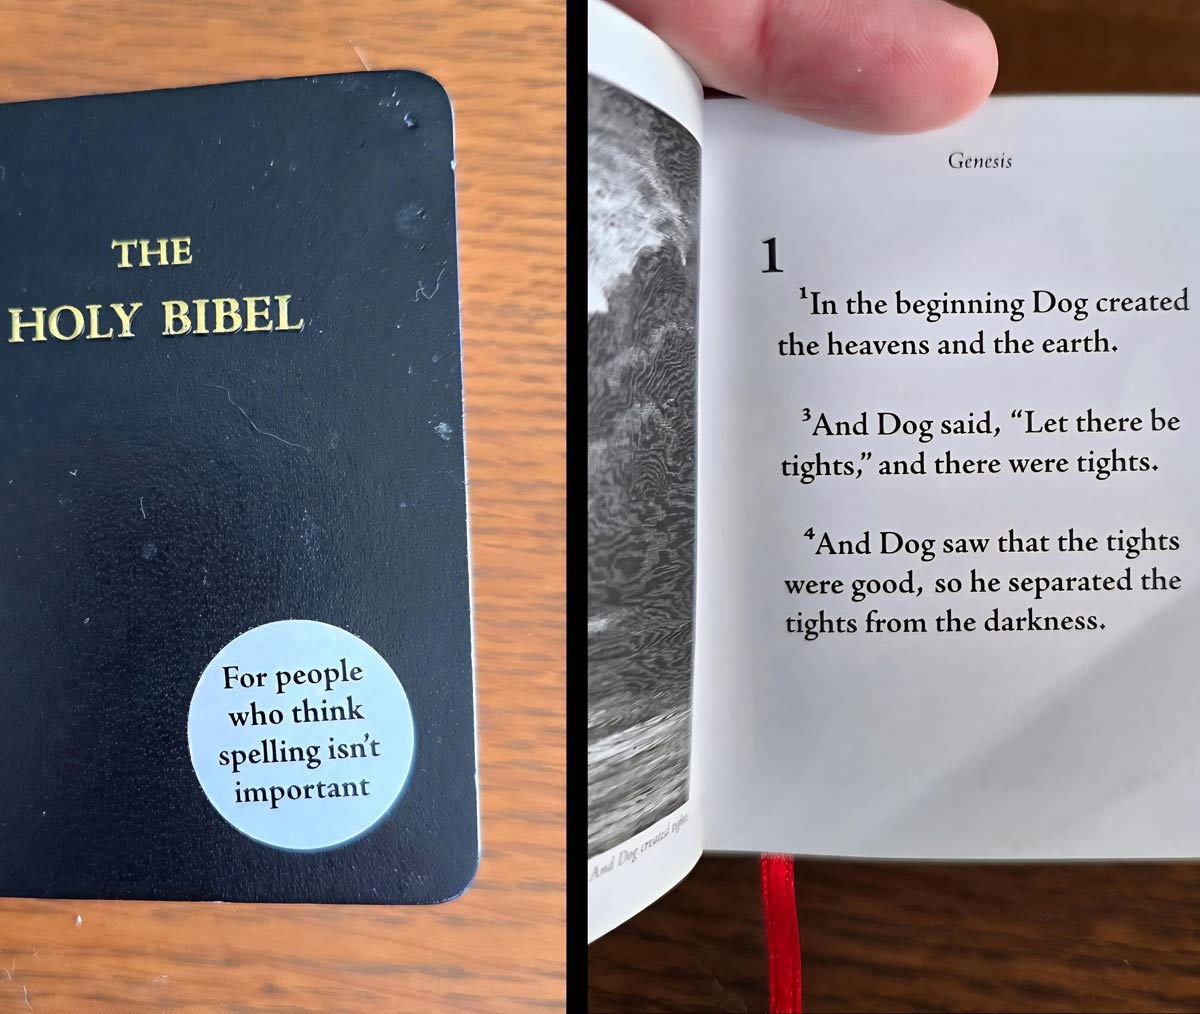 THE
HOLY BIBEL
For people
who think
spelling isn't
important
And Dog created tights
Genesis
1
¹In the beginning Dog created
the heavens and the earth.
³And Dog said, “Let there be
tights,” and there were tights.
⁴And Dog saw that the tights
were good, so he separated the
tights from the darkness.